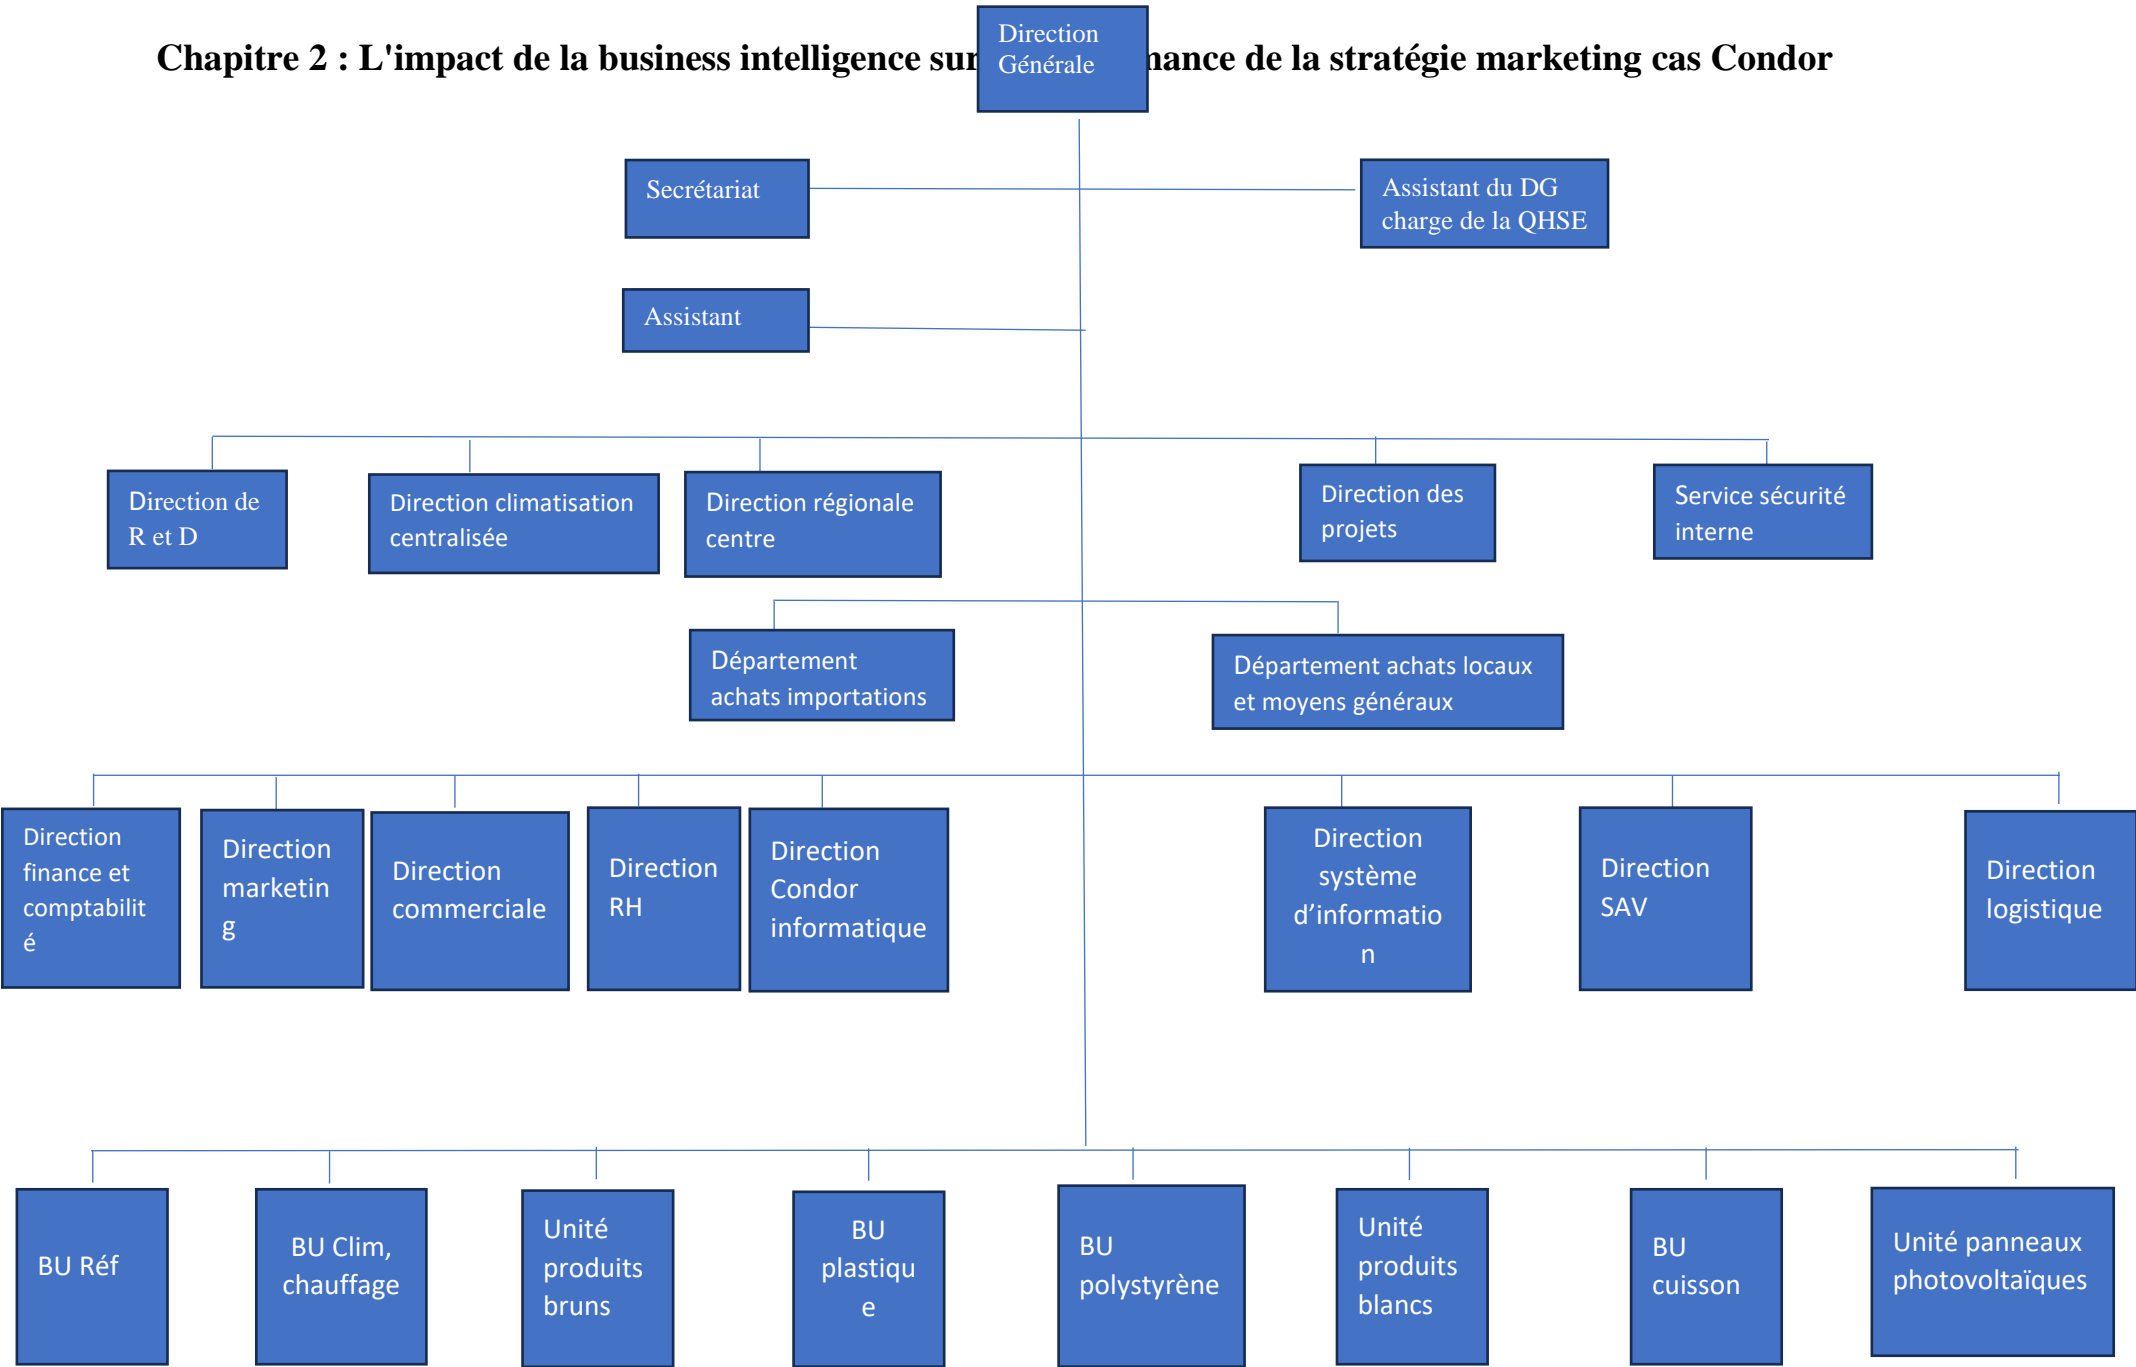 Chapitre 2 : L'impact de la business intelligence sur mance de la stratégie marketing cas Condor
Direction
Générale
Secrétariat
Assistant du DG
charge de la QHSE
Assistant
Direction de
R et D
Direction climatisation
centralisée
Direction régionale
centre
Direction des
projets
Service sécurité
interne
Département
achats importations
Département achats locaux
et moyens généraux
Direction
finance et
comptabilit
é
Direction
marketin
g
Direction
commerciale
Direction
RH
Direction
Condor
informatique
Direction
système
d’informatio
n
Direction
SAV
Direction
logistique
BU Réf
BU Clim,
chauffage
Unité
produits
bruns
BU
plastiqu
e
BU
polystyrène
Unité
produits
blancs
BU
cuisson
Unité panneaux
photovoltaïques